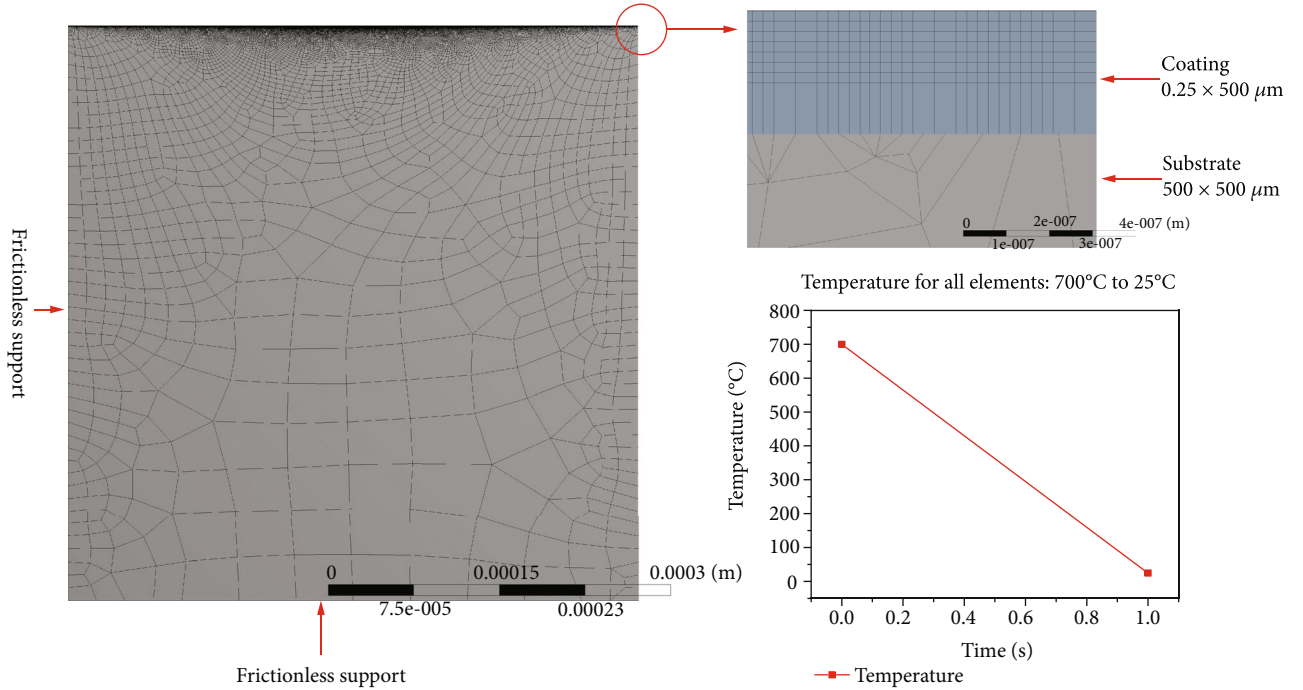 Frictionless support
0
0.00015
0.0003 (m)
7.5e-005
0.00023
Frictionless support
Coating
0.25 × 500 μm
Substrate
500 × 500 μm
0
2e-007
4e-007 (m)
1e-007
3e-007
Temperature for all elements: 700°C to 25°C
Temperature (°C)
800
700
600
500
400
300
200
100
0
0.0
0.2
0.4
0.6
0.8
1.0
Time (s)
Temperature